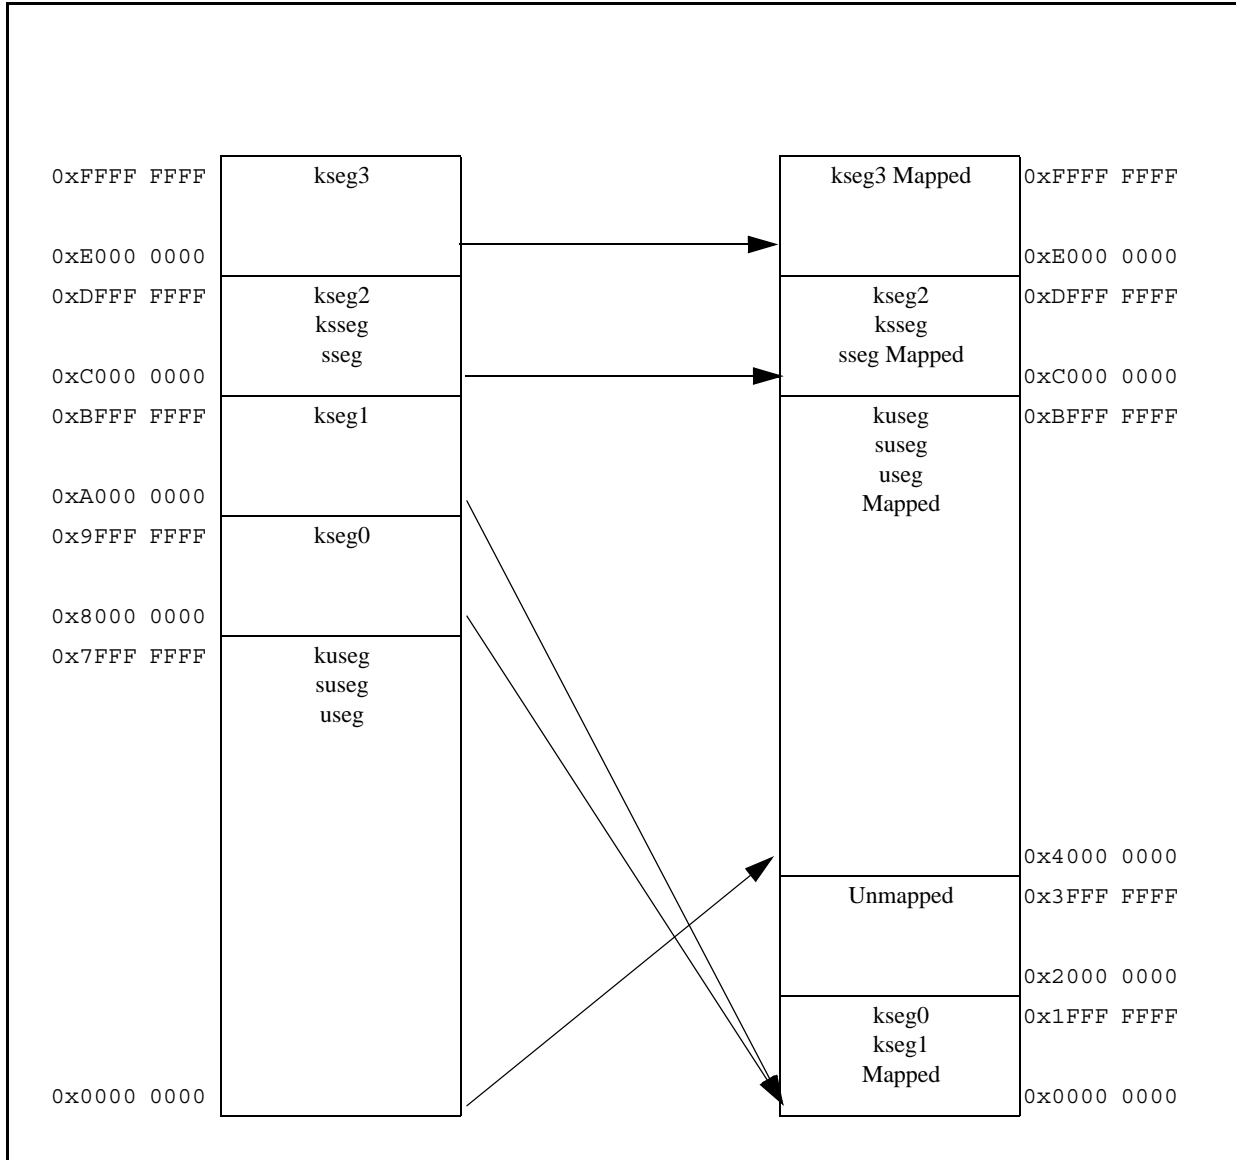 0xFFFF FFFF
kseg3
0xE000 0000
0xDFFF FFFF
kseg2
ksseg
sseg
0xC000 0000
0xBFFF FFFF
kseg1
0xA000 0000
0x9FFF FFFF
kseg0
0x8000 0000
0x7FFF FFFF
kuseg
suseg
useg
0x0000 0000
kseg3 Mapped
0xFFFF FFFF
0xE000 0000
kseg2
0xDFFF FFFF
ksseg
sseg Mapped
0xC000 0000
kuseg
0xBFFF FFFF
suseg
useg
Mapped
0x4000 0000
Unmapped
0x3FFF FFFF
0x2000 0000
kseg0
0x1FFF FFFF
kseg1
Mapped
0x0000 0000